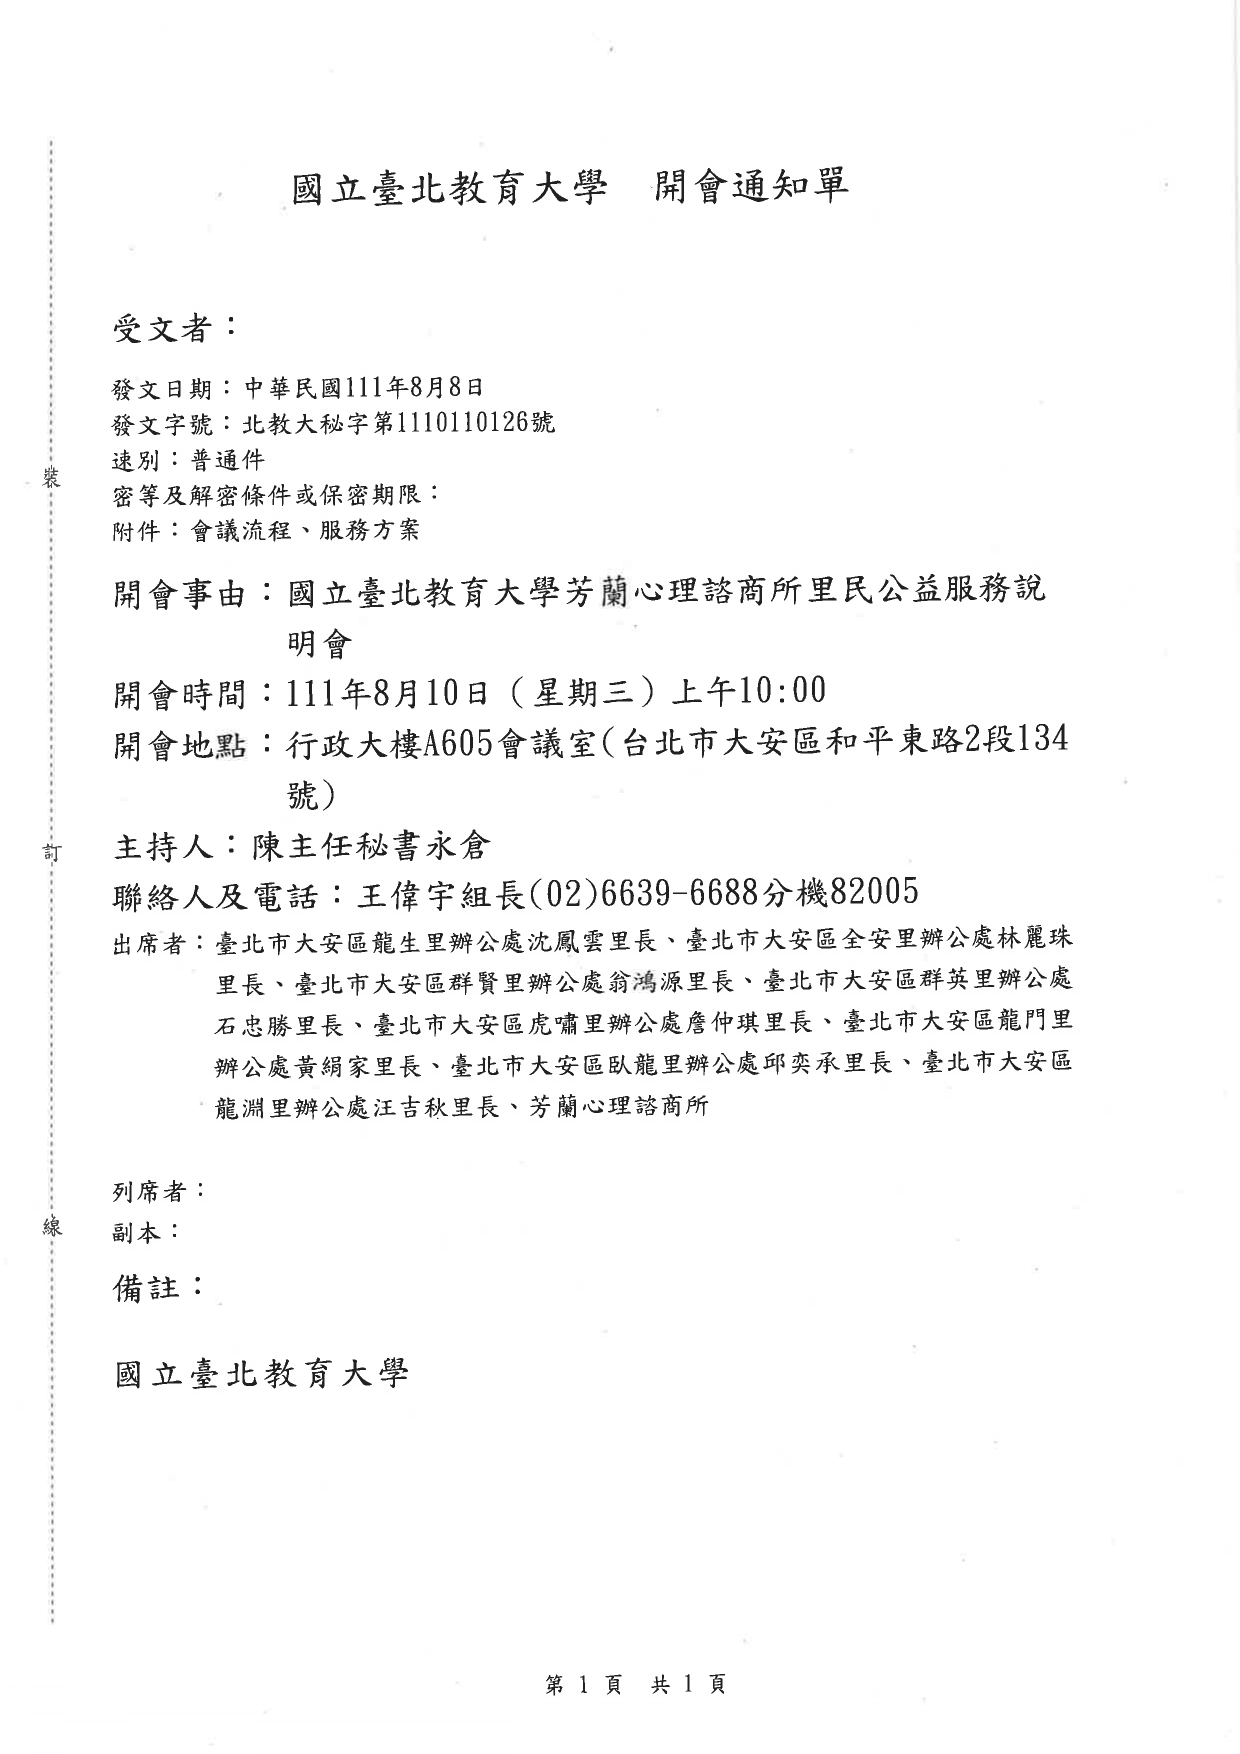 國立臺北教育大學　開會通知單
受文者：
發文日期：中華民國111年8月8日
發文字號：北教大秘字第1110110126號
速別：普通件
密等及解密條件或保密期限：
附件：會議流程、服務方案
開會事由：國立臺北教育大學芳蘭心理諮商所里民公益服務說
明會
開會時間：111年8月10日（星期三）上午10:00
開會地點：行政大樓A605會議室(台北市大安區和平東路2段134
號)
主持人：陳主任秘書永倉
聯絡人及電話：王偉宇組長(02)6639-6688分機82005
出席者：臺北市大安區龍生里辦公處沈鳳雲里長、臺北市大安區全安里辦公處林麗珠
里長、臺北市大安區群賢里辦公處翁鴻源里長、臺北市大安區群英里辦公處
石忠勝里長、臺北市大安區虎嘯里辦公處詹仲琪里長、臺北市大安區龍門里
辦公處黃絹家里長、臺北市大安區臥龍里辦公處邱奕承里長、臺北市大安區
龍淵里辦公處汪吉秋里長、芳蘭心理諮商所
列席者：
副本：
備註：
國立臺北教育大學
裝
訂
線
第 1 頁　共 1 頁